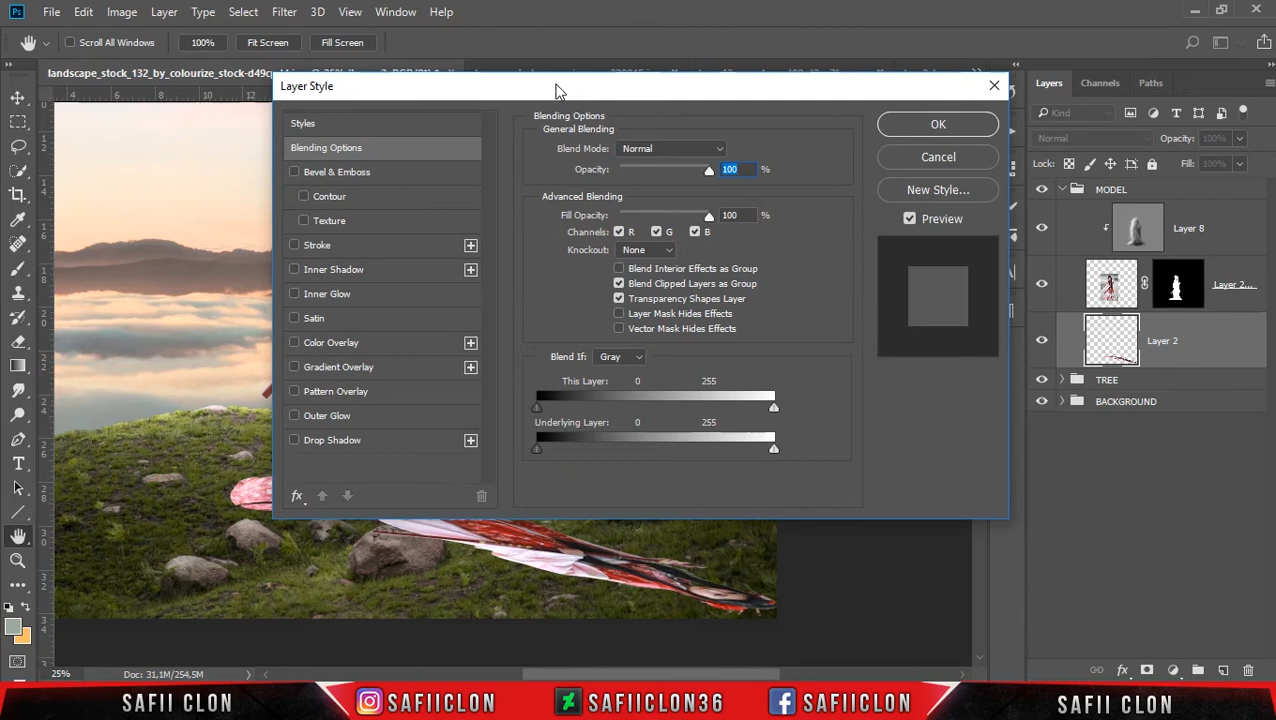 Ps File Edit Image Layer Type Select Filter 3D View Window Help
Scroll All Windows 100% Fit Screen Fill Screen
landscape_stock_132_by_colourize_stock-d49c
Layer Style
Styles
Blending Options
Bevel & Emboss
Contour
Texture
Stroke
Inner Shadow
Inner Glow
Satin
Color Overlay
Gradient Overlay
Pattern Overlay
Outer Glow
Drop Shadow
fx
Blending Options
General Blending
Blend Mode: Normal
Opacity: 100 %
Advanced Blending
Fill Opacity: 100 %
Channels: R G B
Knockout: None
Blend Interior Effects as Group
Blend Clipped Layers as Group
Transparency Shapes Layer
Layer Mask Hides Effects
Vector Mask Hides Effects
Blend If: Gray
This Layer: 0 255
Underlying Layer: 0 255
OK
Cancel
New Style...
Preview
Layers Channels Paths
Kind
Normal Opacity: 100%
Lock: Fill: 100%
MODEL
Layer 8
Layer 2...
Layer 2
TREE
BACKGROUND
fx
25% Doc: 31,1M/254,5M
SAFII CLON SAFIICLON SAFIICLON36 SAFIICLON SAFII CLON